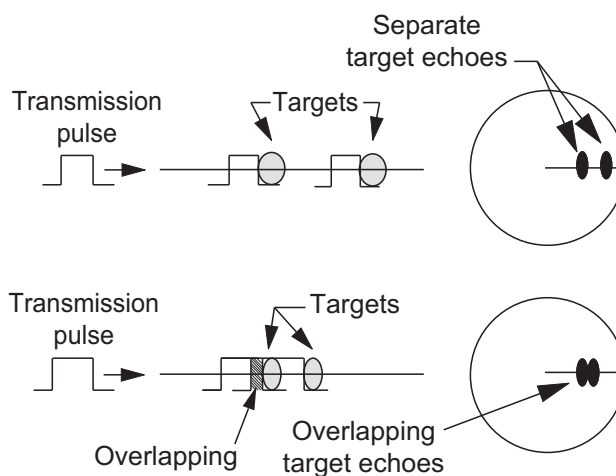 Separate
target echoes
Transmission
pulse
Targets
Transmission
pulse
Targets
Overlapping
Overlapping
target echoes